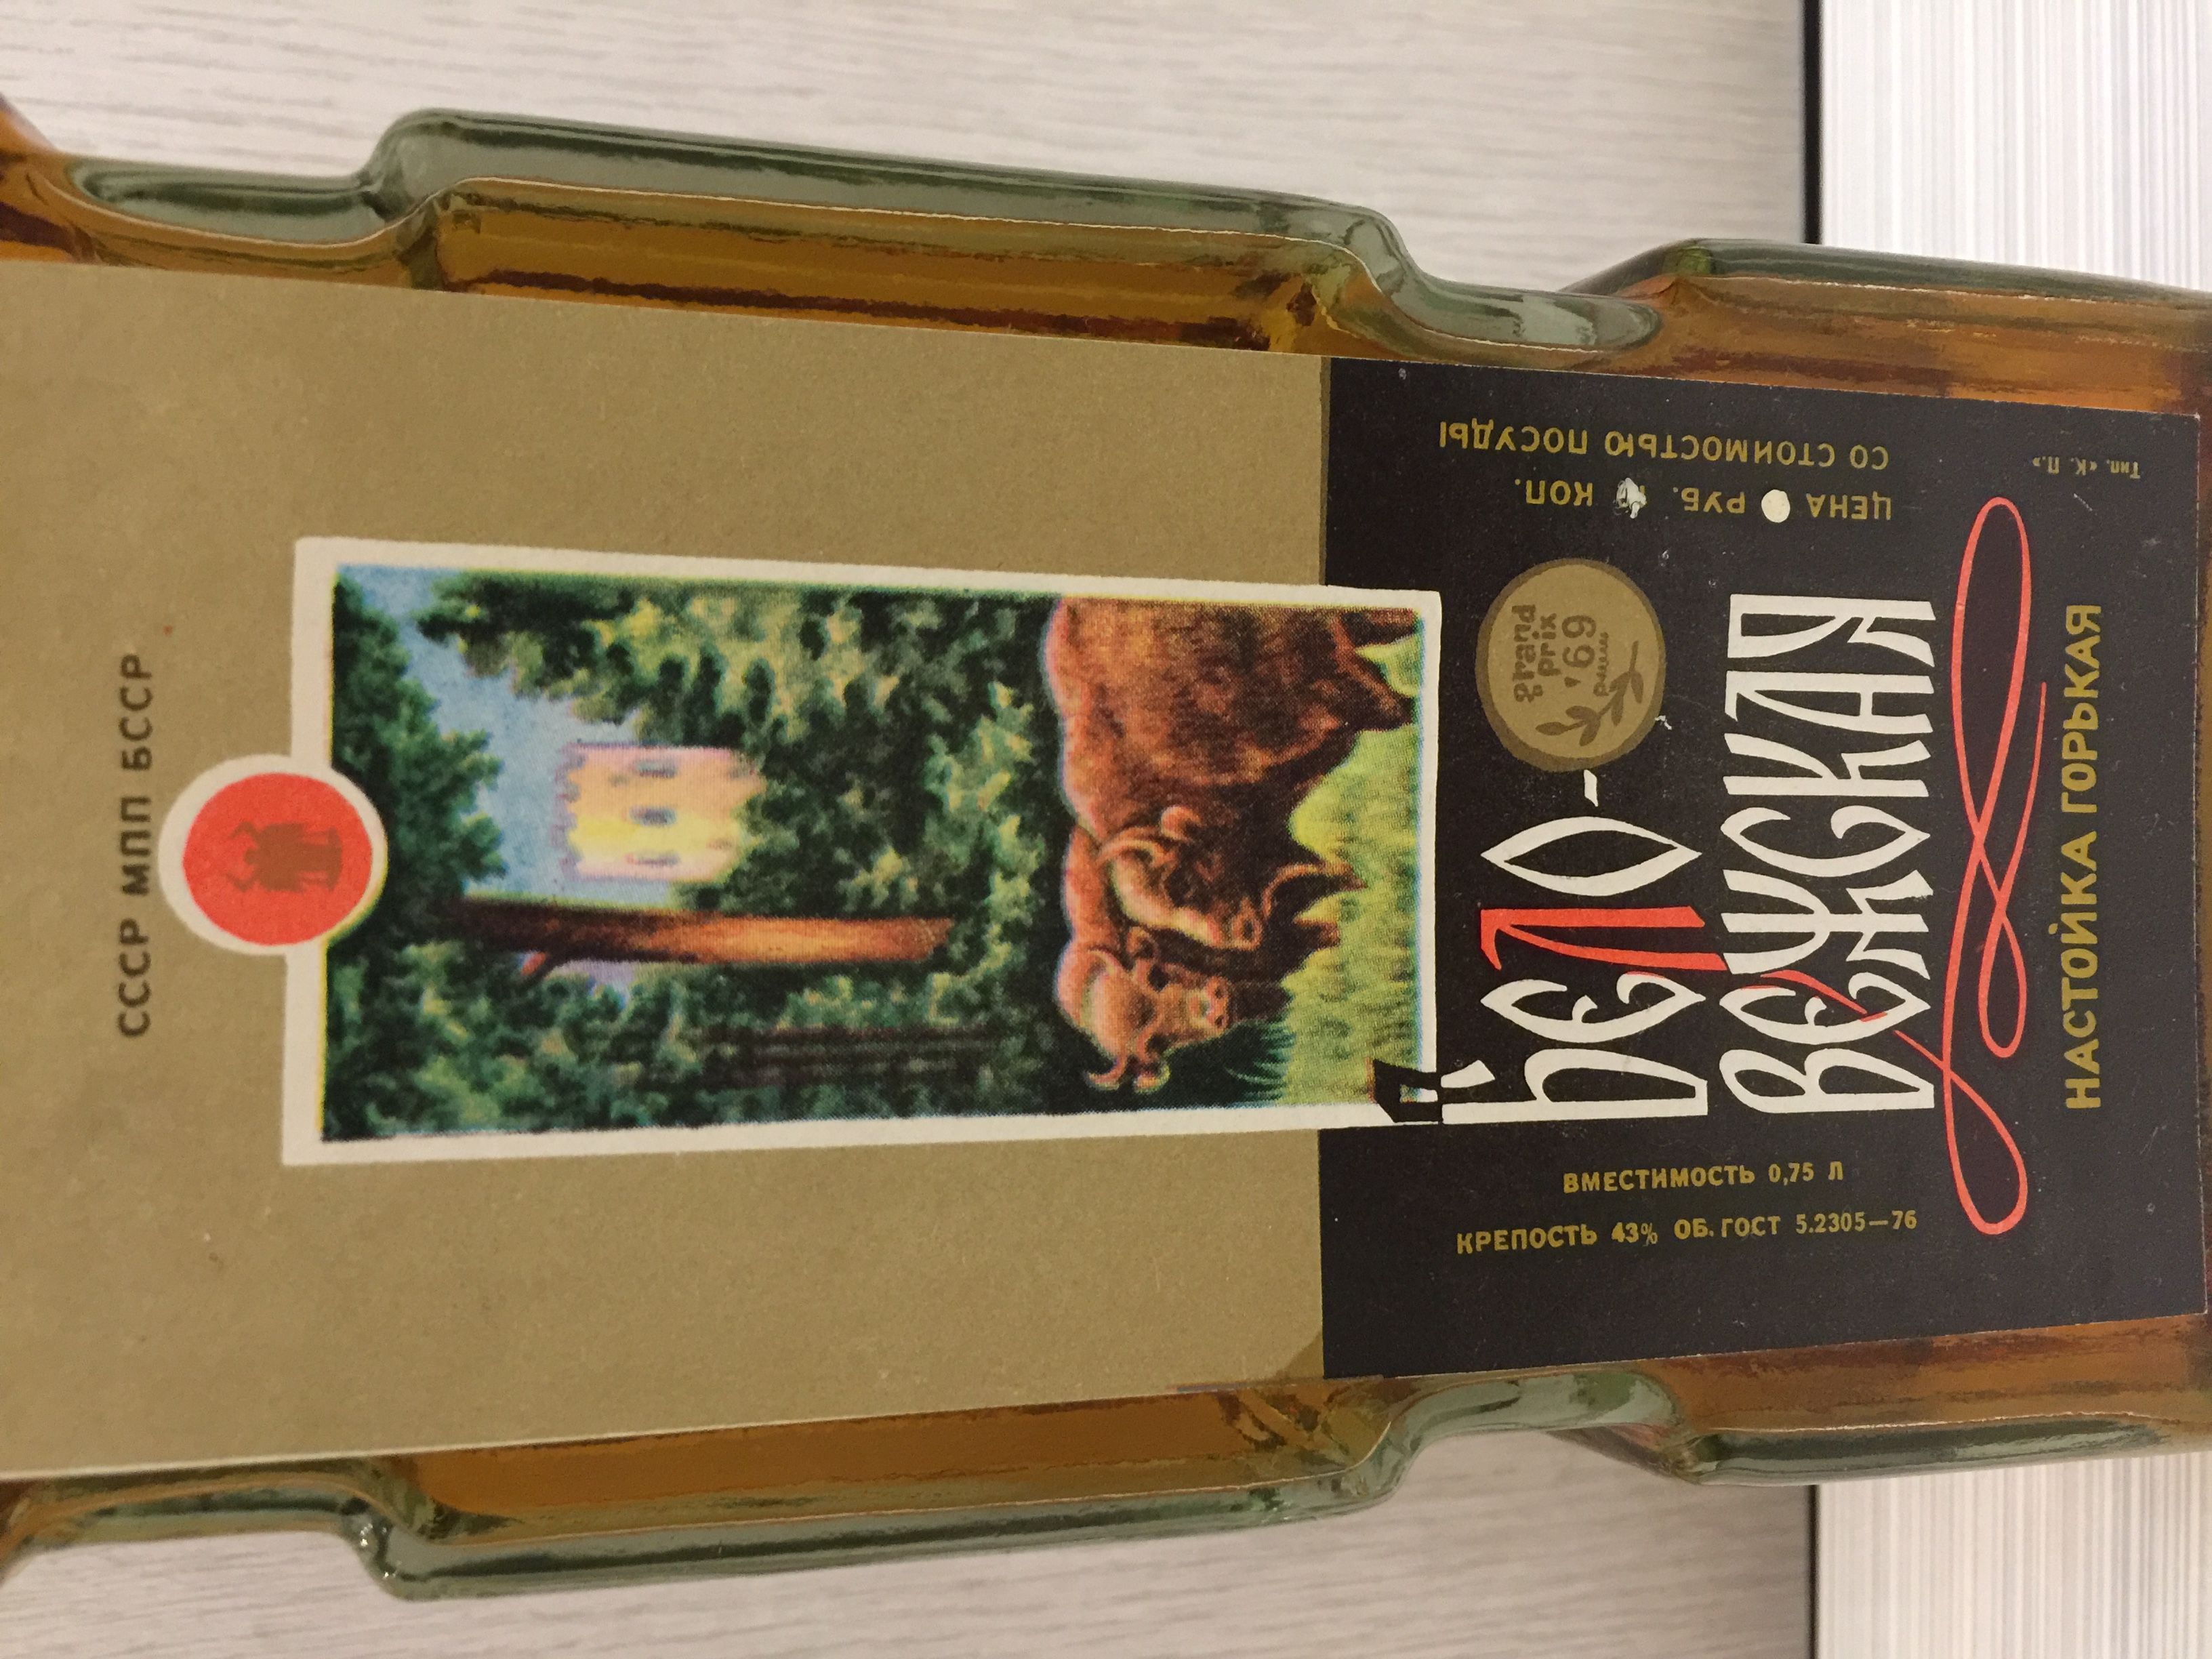 СССР МПП БССР
БЕЛО-
ВЕЖСКАЯ
НАСТОЙКА ГОРЬКАЯ
grand
prix
'69
ВМЕСТИМОСТЬ 0,75 Л
КРЕПОСТЬ 43% ОБ. ГОСТ 5.2305—76
ЦЕНА РУБ. КОП.
СО СТОИМОСТЬЮ ПОСУДЫ
Тип. «К. П.»